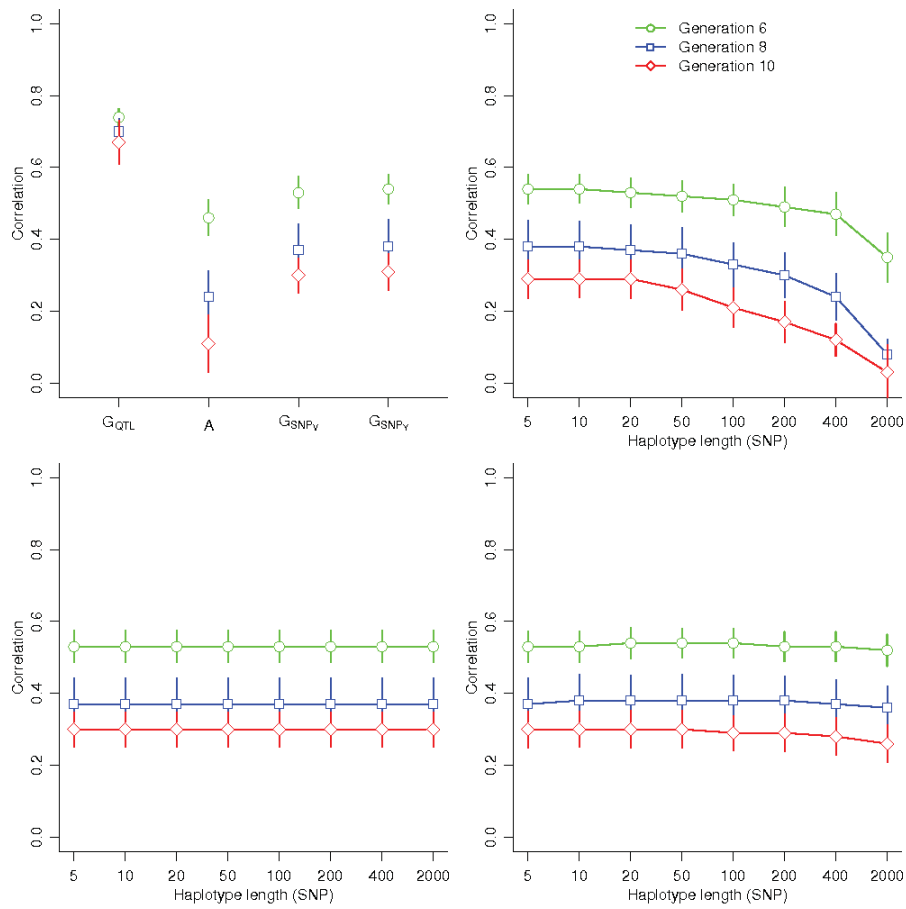 Correlation
0.0 0.2 0.4 0.6 0.8 1.0
GQTL A GSNPV GSNPY
Correlation
0.0 0.2 0.4 0.6 0.8 1.0
Generation 6
Generation 8
Generation 10
5 10 20 50 100 200 400 2000
Haplotype length (SNP)
Correlation
0.0 0.2 0.4 0.6 0.8 1.0
5 10 20 50 100 200 400 2000
Haplotype length (SNP)
Correlation
0.0 0.2 0.4 0.6 0.8 1.0
5 10 20 50 100 200 400 2000
Haplotype length (SNP)